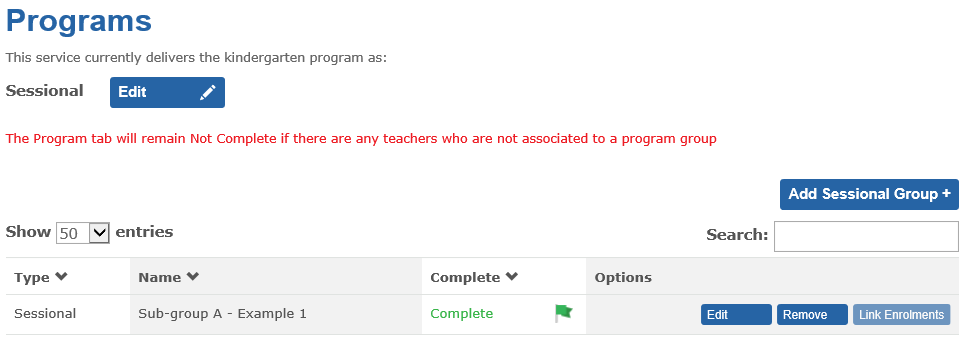 Programs
This service currently delivers the kindergarten program as:
Sessional Edit
The Program tab will remain Not Complete if there are any teachers who are not associated to a program group
Add Sessional Group +
Show 50 entries Search:
Type Name Complete Options
Sessional Sub-group A - Example 1 Complete Edit Remove Link Enrolments